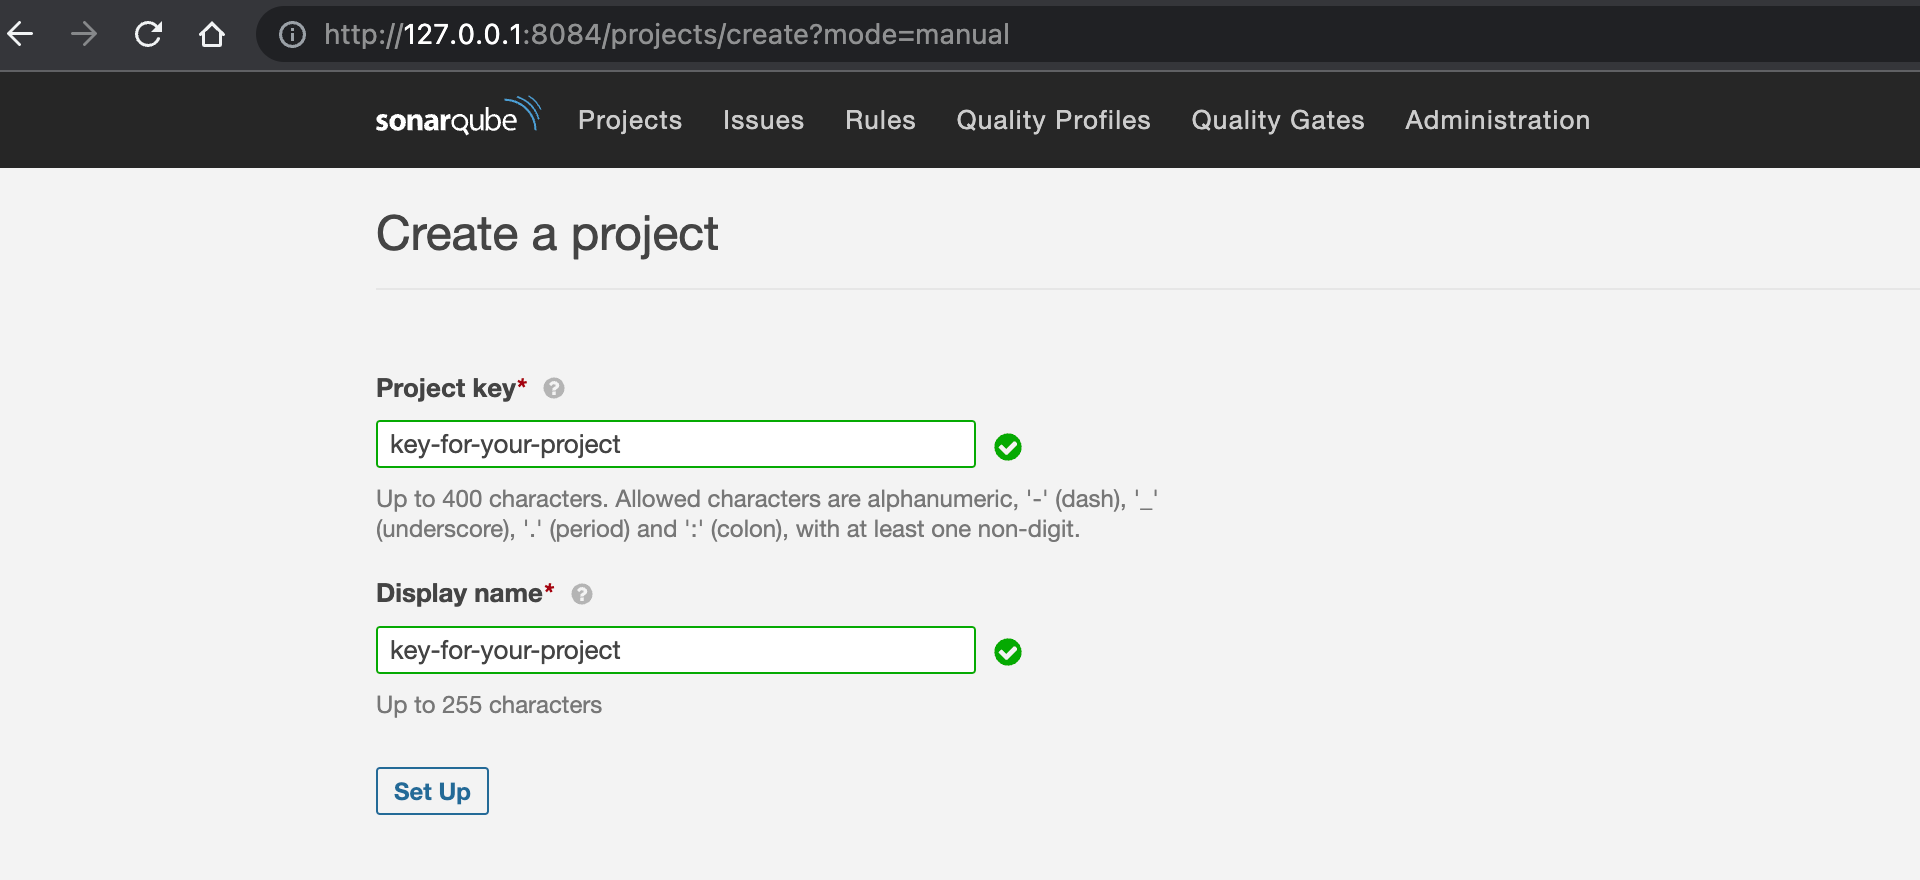 http://127.0.0.1:8084/projects/create?mode=manual
sonarqube Projects Issues Rules Quality Profiles Quality Gates Administration
Create a project
Project key* ?
key-for-your-project
Up to 400 characters. Allowed characters are alphanumeric, '-' (dash), '_'
(underscore), '.' (period) and ':' (colon), with at least one non-digit.
Display name* ?
key-for-your-project
Up to 255 characters
Set Up